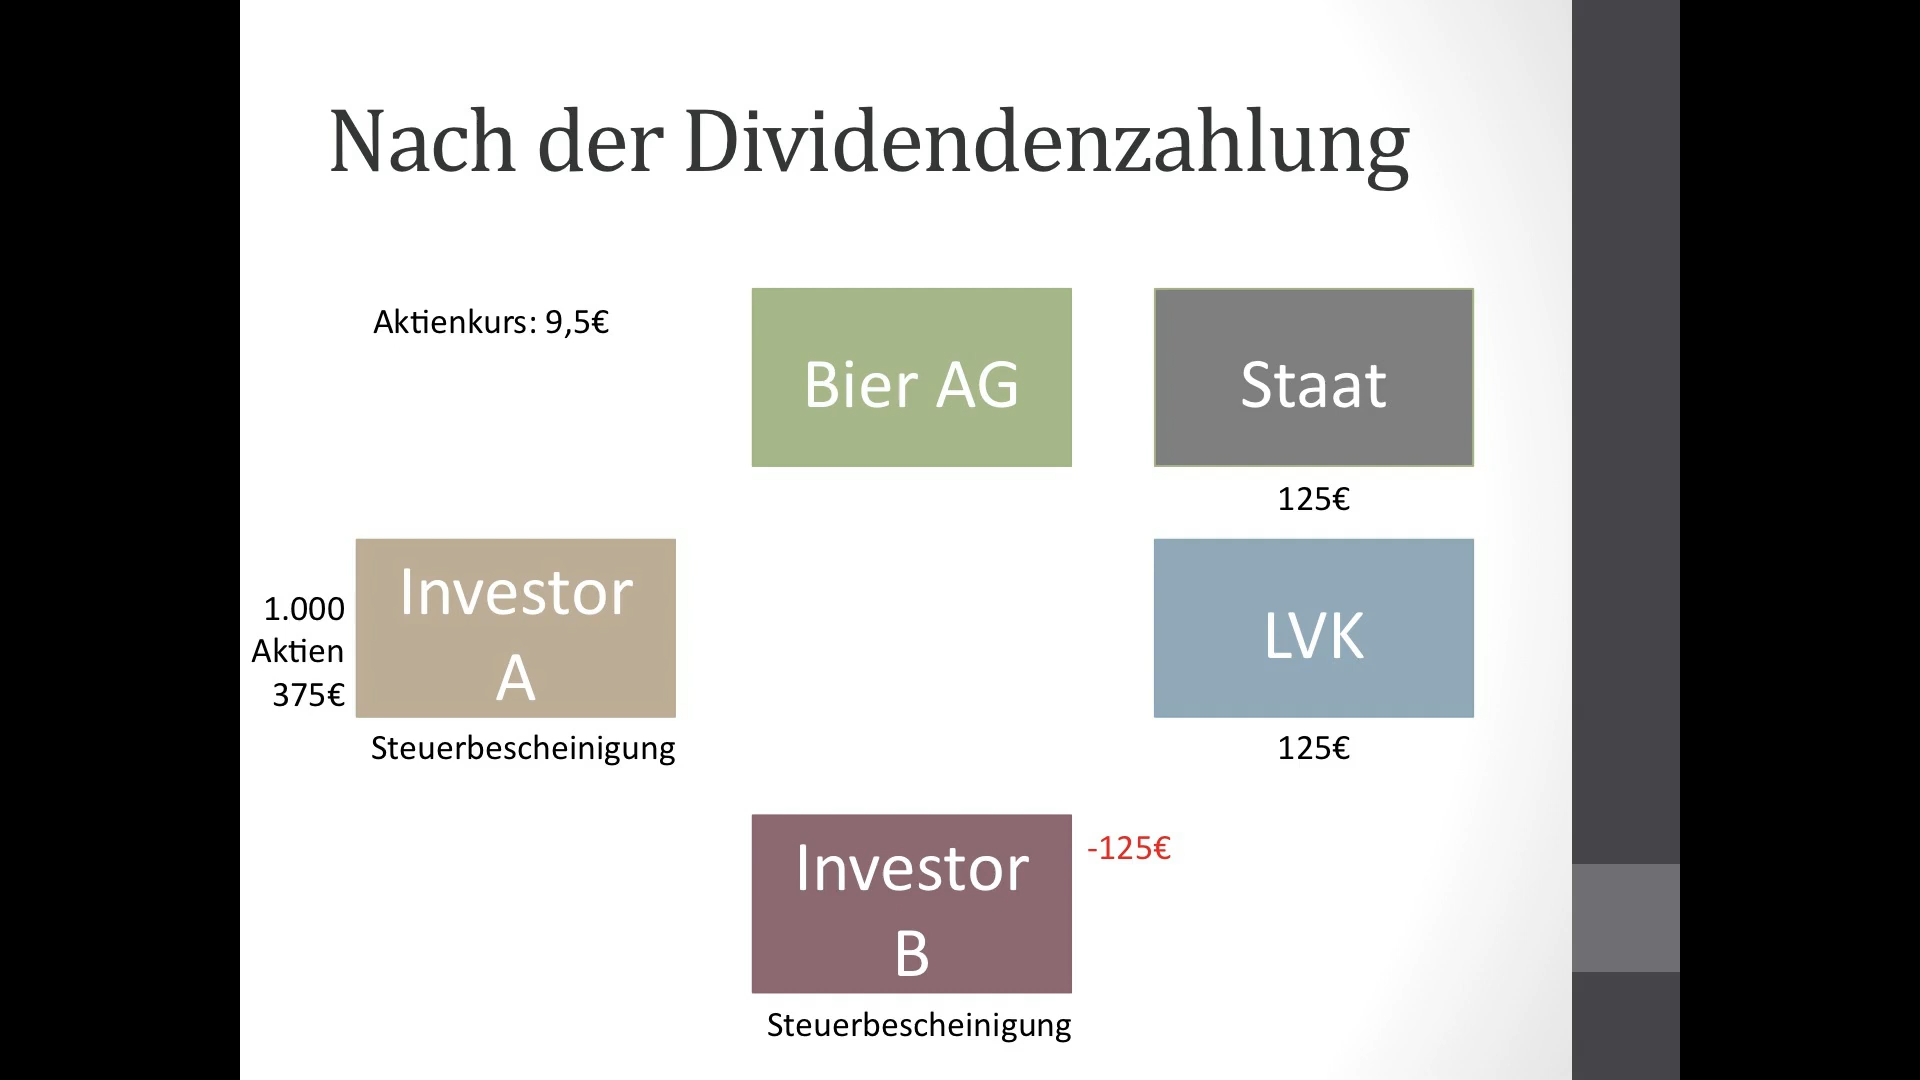 Nach der Dividendenzahlung
Aktienkurs: 9,5€
Bier AG
Staat
125€
1.000
Aktien
375€
Investor
A
Steuerbescheinigung
LVK
125€
Investor
B
-125€
Steuerbescheinigung